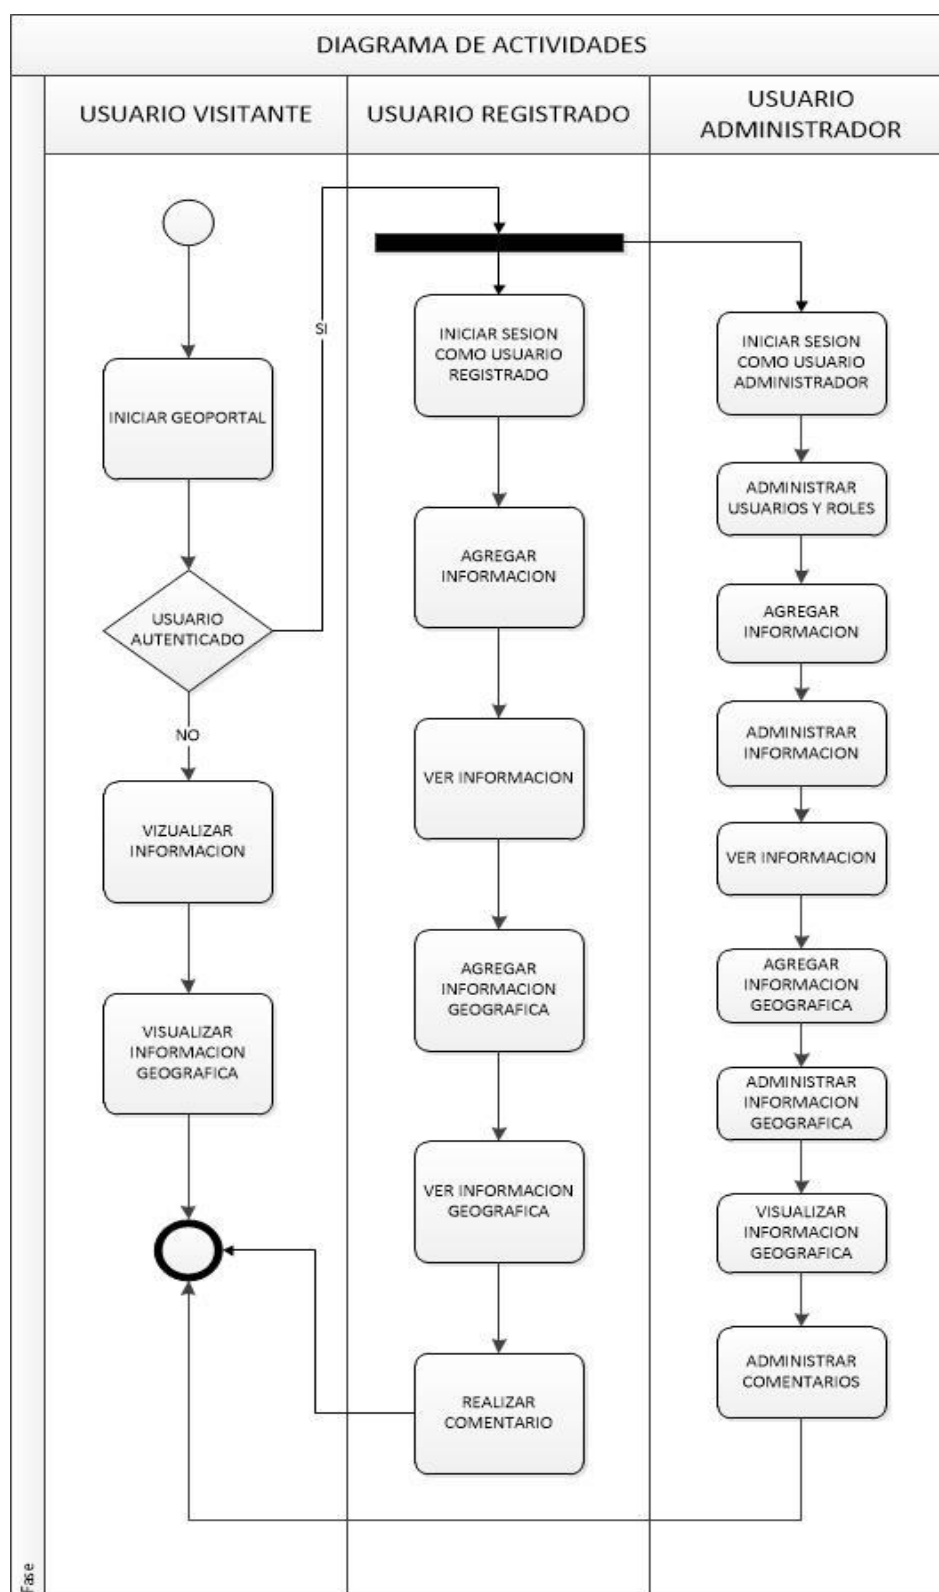 DIAGRAMA DE ACTIVIDADES
USUARIO VISITANTE
USUARIO REGISTRADO
USUARIO
ADMINISTRADOR
INICIAR GEOPORTAL
USUARIO
AUTENTICADO
SI
NO
VIZUALIZAR
INFORMACION
VISUALIZAR
INFORMACION
GEOGRAFICA
INICIAR SESION
COMO USUARIO
REGISTRADO
AGREGAR
INFORMACION
VER INFORMACION
AGREGAR
INFORMACION
GEOGRAFICA
VER INFORMACION
GEOGRAFICA
REALIZAR
COMENTARIO
INICIAR SESION
COMO USUARIO
ADMINISTRADOR
ADMINISTRAR
USUARIOS Y ROLES
AGREGAR
INFORMACION
ADMINISTRAR
INFORMACION
VER INFORMACION
AGREGAR
INFORMACION
GEOGRAFICA
ADMINISTRAR
INFORMACION
GEOGRAFICA
VISUALIZAR
INFORMACION
GEOGRAFICA
ADMINISTRAR
COMENTARIOS
Fase